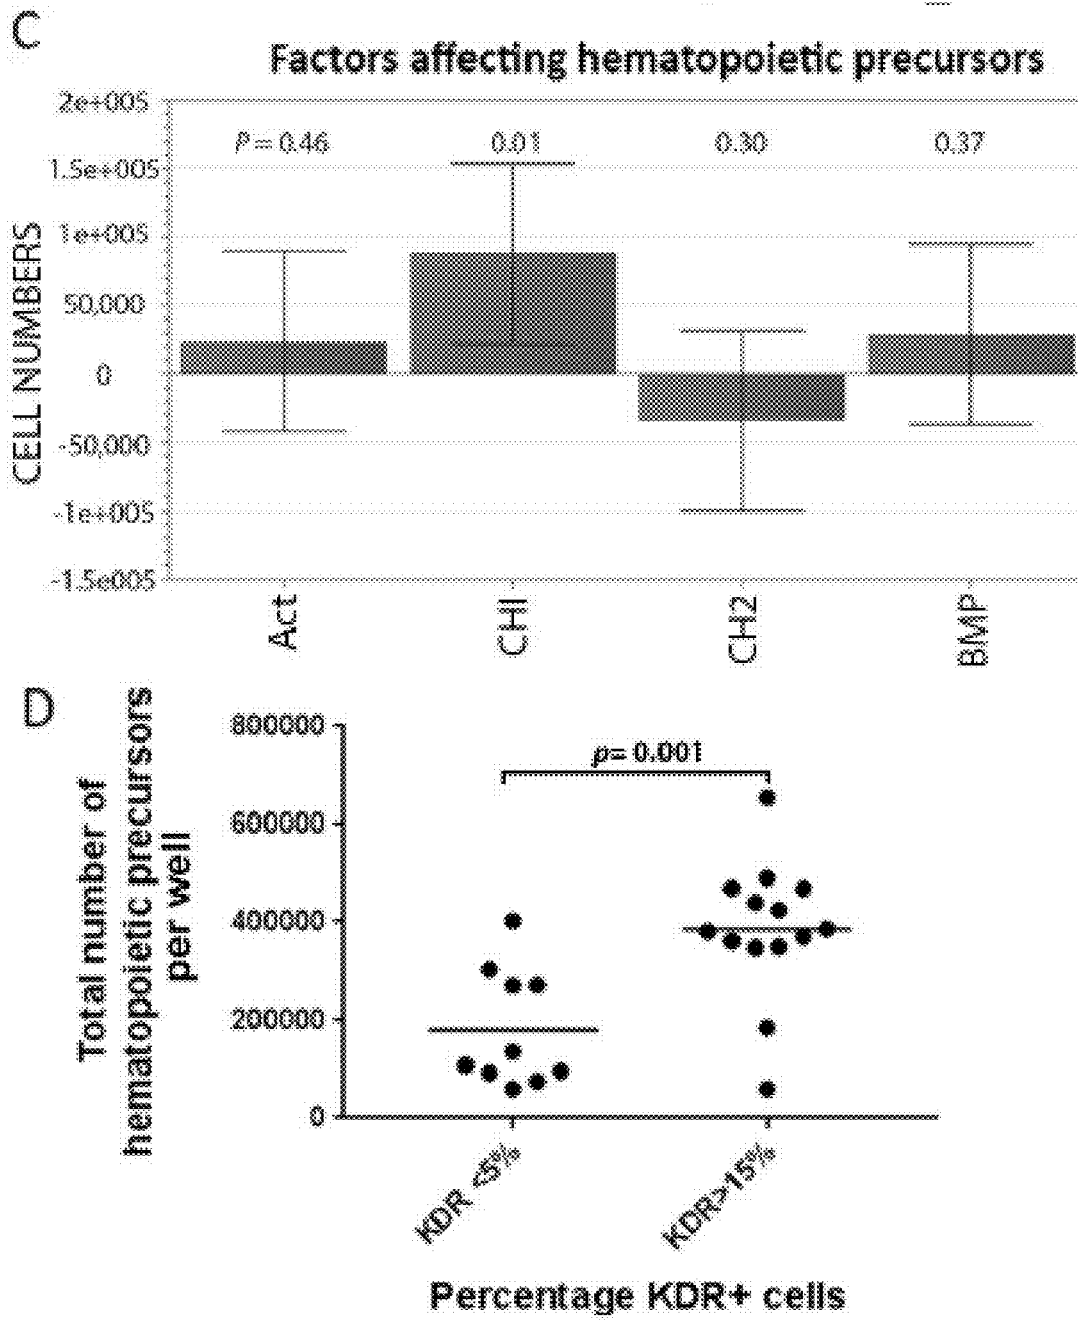 C
Factors affecting hematopoietic precursors
2e+005
P = 0.46 0.01 0.30 0.37
1.5e+005
1e+005
50,000
0
-50,000
-1e+005
-1.5e005
CELL NUMBERS
Act CHI CH2 BMP
D
Total number of
hematopoietic precursors
per well
800000
p= 0.001
600000
400000
200000
0
KDR <5% KDR>15%
Percentage KDR+ cells